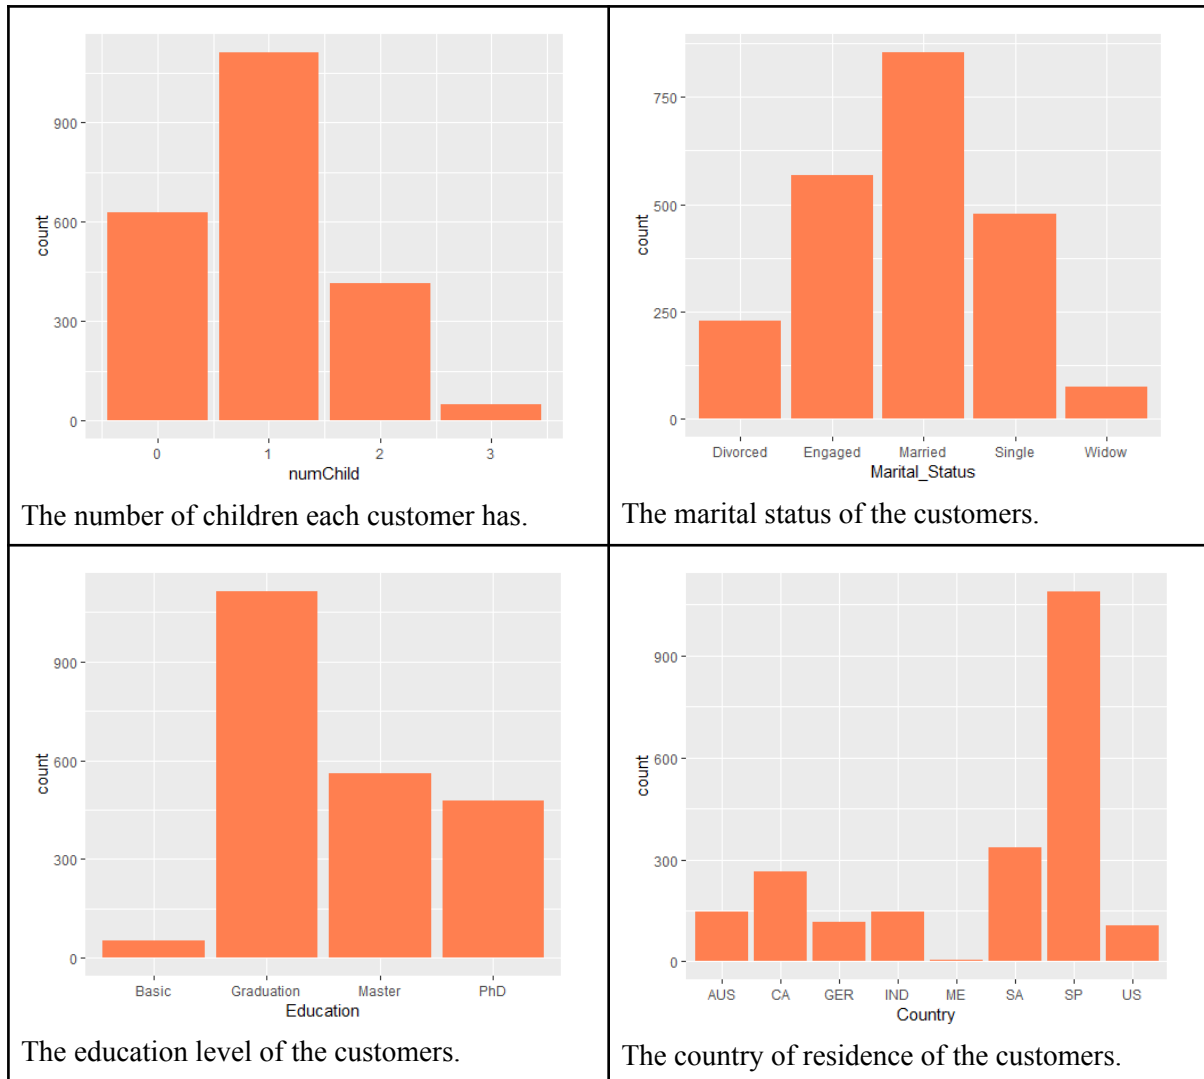 count
900
600
300
0
0 1 2 3
numChild
The number of children each customer has.
count
750
500
250
0
Divorced Engaged Married Single Widow
Marital_Status
The marital status of the customers.
count
900
600
300
0
Basic Graduation Master PhD
Education
The education level of the customers.
count
900
600
300
0
AUS CA GER IND ME SA SP US
Country
The country of residence of the customers.